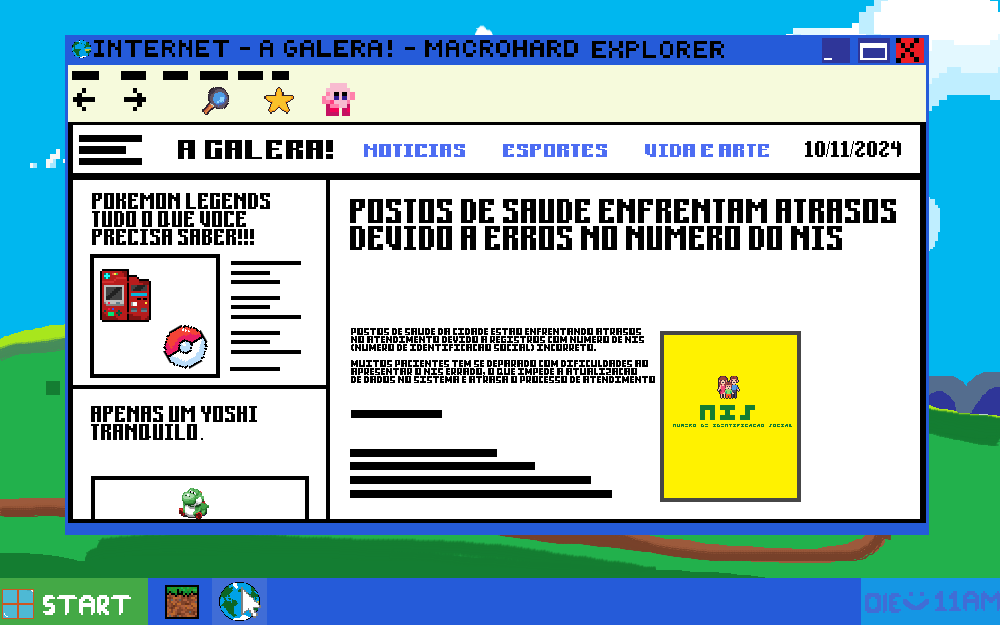 INTERNET - A GALERA! - MACROHARD EXPLORER
A GALERA! NOTICIAS ESPORTES VIDA E ARTE 10/11/2024
POKEMON LEGENDS
TUDO O QUE VOCE
PRECISA SABER!!!
APENAS UM YOSHI
TRANQUILO.
POSTOS DE SAUDE ENFRENTAM ATRASOS
DEVIDO A ERROS NO NUMERO DO NIS
POSTOS DE SAUDE DA CIDADE ESTAO ENFRENTANDO ATRASOS
NO ATENDIMENTO DEVIDO A REGISTROS COM NUMERO DE NIS
(NUMERO DE IDENTIFICACAO SOCIAL) INCORRETO.
MUITOS PACIENTES TEM SE DEPARADO COM DIFICULDADES AO
APRESENTAR O NIS ERRADO, O QUE IMPEDE A ATUALIZACAO
DE DADOS NO SISTEMA E ATRASA O PROCESSO DE ATENDIMENTO
NIS
NUMERO DE IDENTIFICACAO SOCIAL
START
OIE 11AM